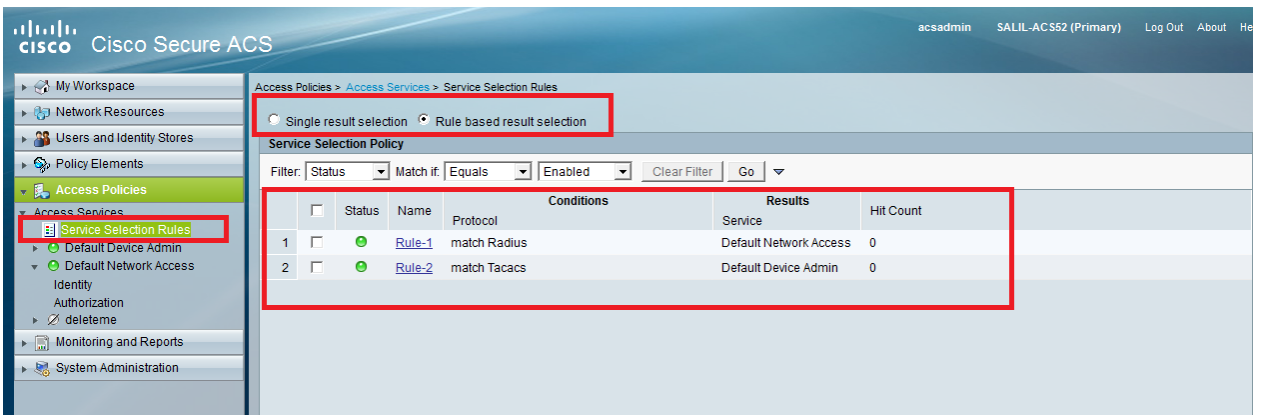 CISCO Cisco Secure ACS
acsadmin SALIL-ACS52 (Primary) Log Out About He
My Workspace
Network Resources
Users and Identity Stores
Policy Elements
Access Policies
Access Services
Service Selection Rules
Default Device Admin
Default Network Access
Identity
Authorization
deleteme
Monitoring and Reports
System Administration
Access Policies > Access Services > Service Selection Rules
Single result selection Rule based result selection
Service Selection Policy
Filter: Status Match if: Equals Enabled Clear Filter Go
Status Name Conditions Results Hit Count
Protocol Service
1 Rule-1 match Radius Default Network Access 0
2 Rule-2 match Tacacs Default Device Admin 0